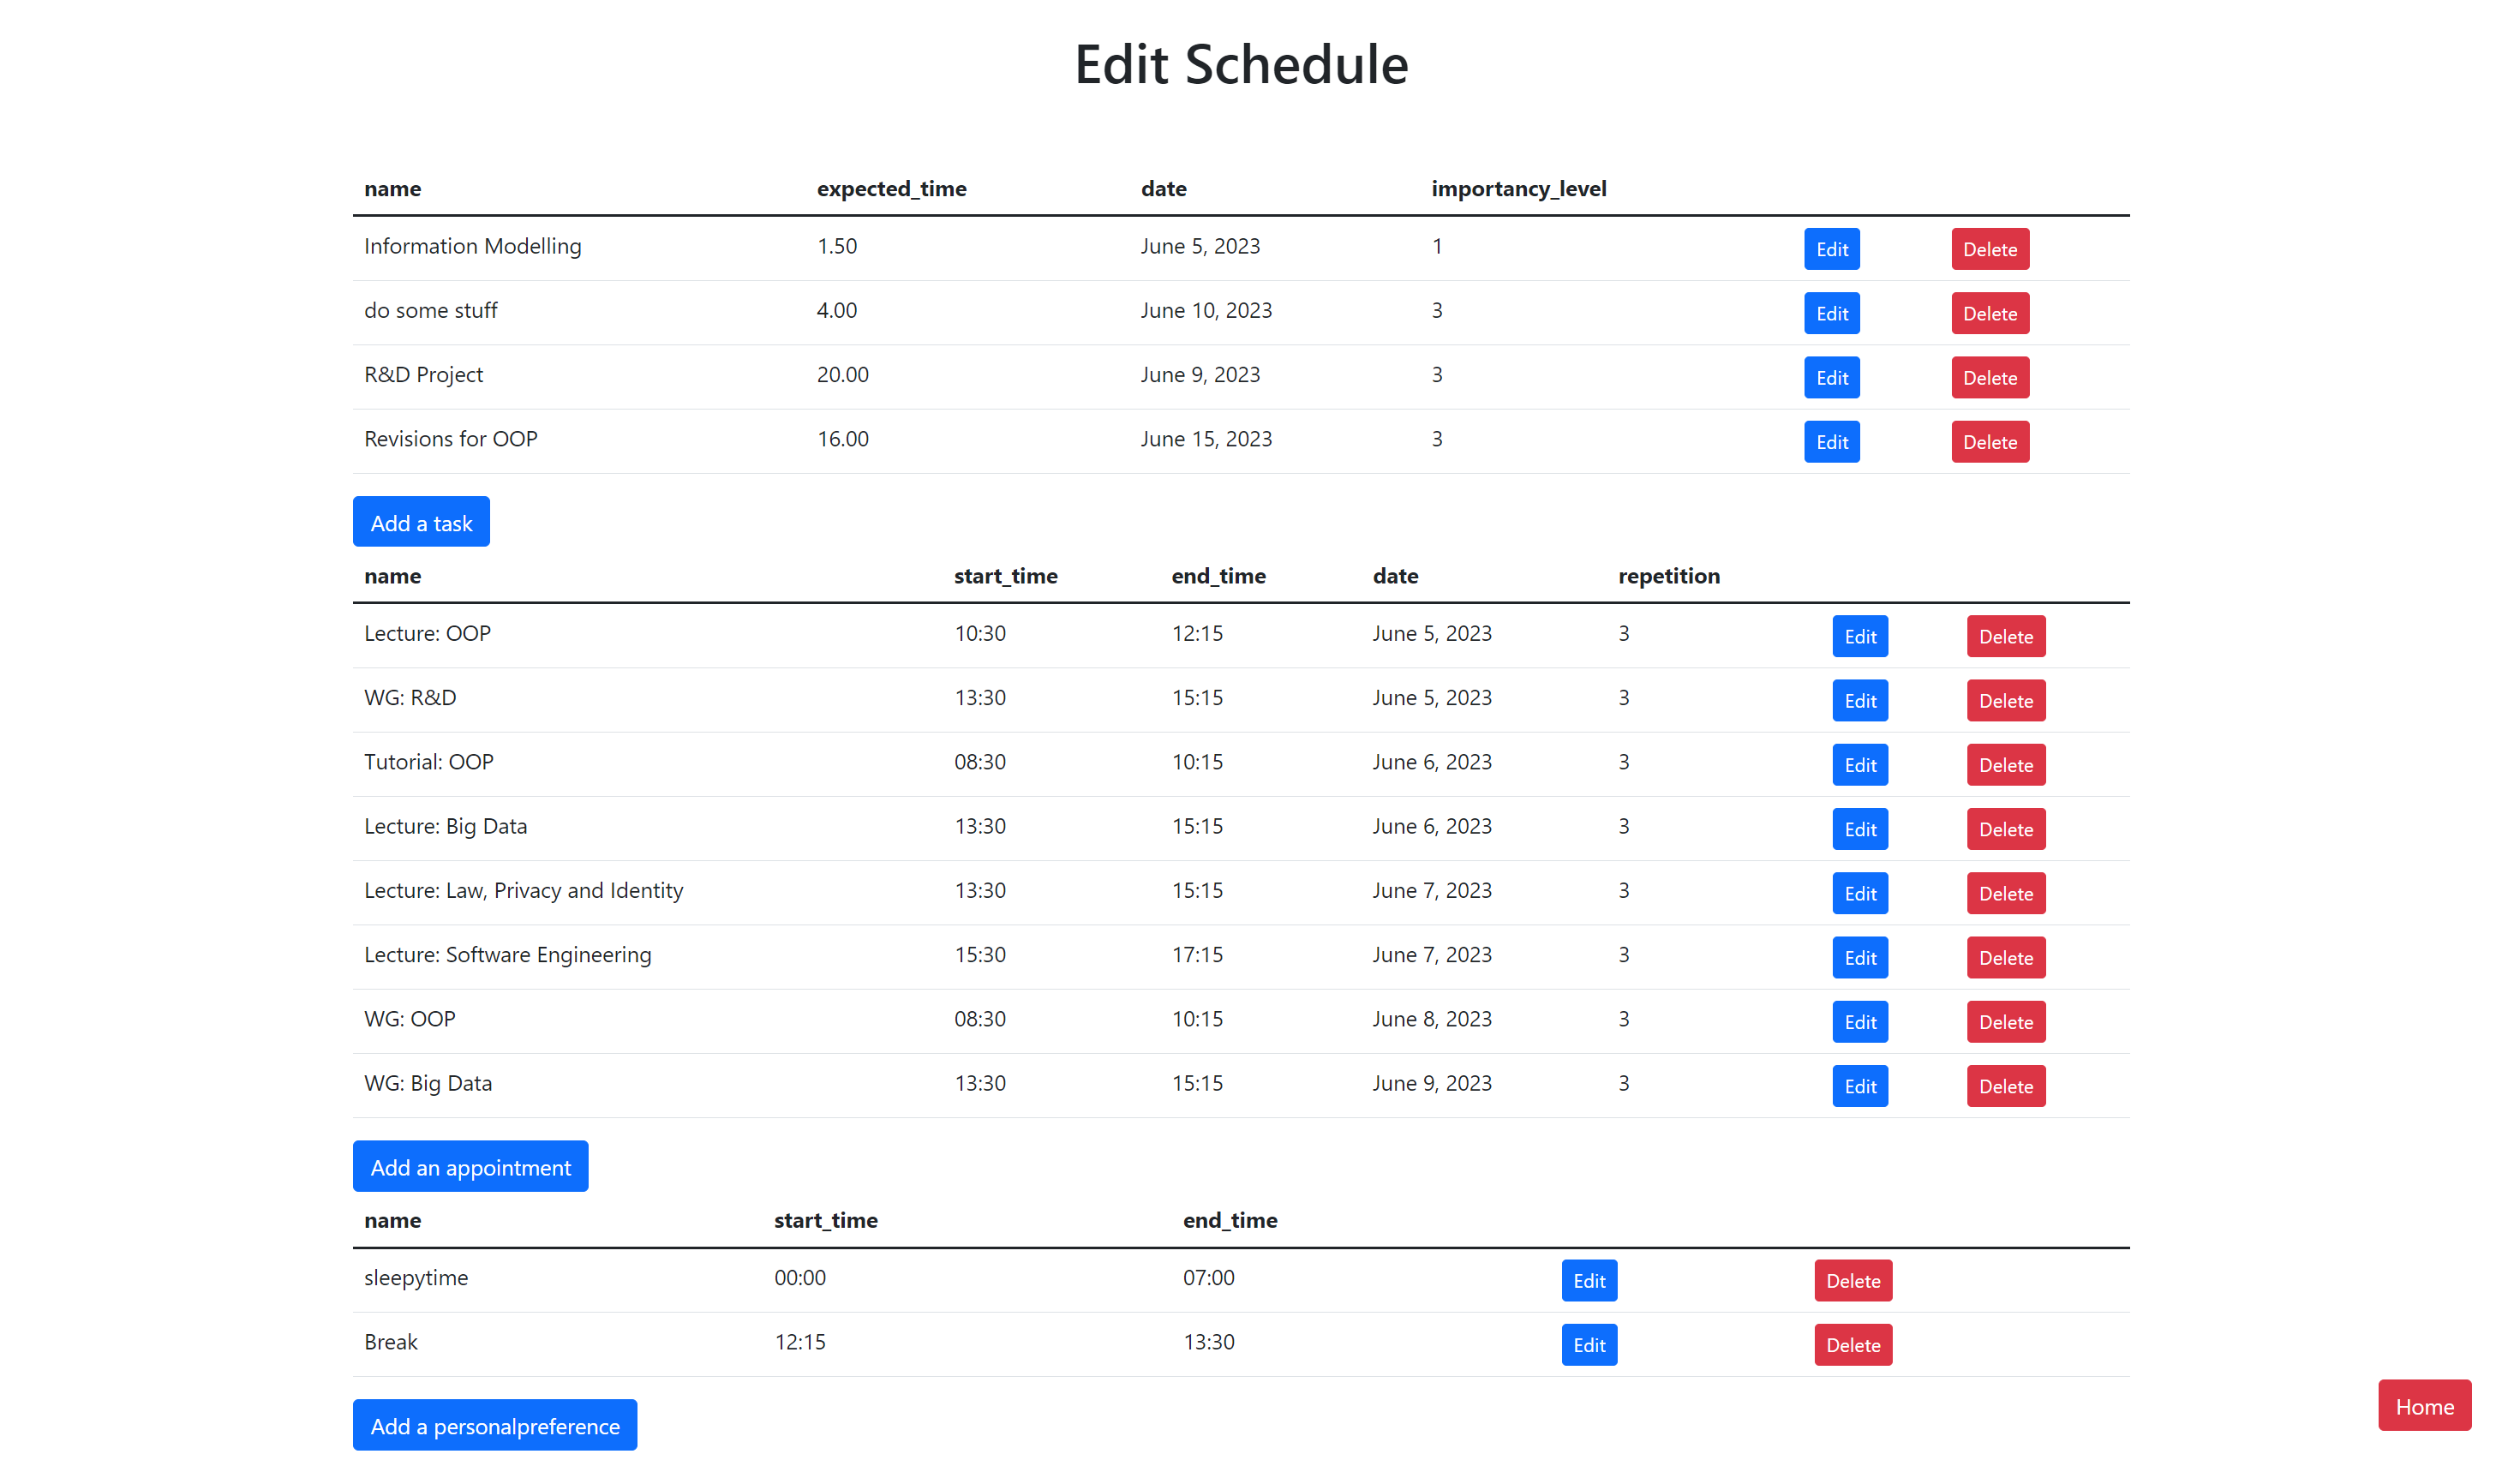 Edit Schedule
name expected_time date importancy_level
Information Modelling 1.50 June 5, 2023 1 Edit Delete
do some stuff 4.00 June 10, 2023 3 Edit Delete
R&D Project 20.00 June 9, 2023 3 Edit Delete
Revisions for OOP 16.00 June 15, 2023 3 Edit Delete
Add a task
name start_time end_time date repetition
Lecture: OOP 10:30 12:15 June 5, 2023 3 Edit Delete
WG: R&D 13:30 15:15 June 5, 2023 3 Edit Delete
Tutorial: OOP 08:30 10:15 June 6, 2023 3 Edit Delete
Lecture: Big Data 13:30 15:15 June 6, 2023 3 Edit Delete
Lecture: Law, Privacy and Identity 13:30 15:15 June 7, 2023 3 Edit Delete
Lecture: Software Engineering 15:30 17:15 June 7, 2023 3 Edit Delete
WG: OOP 08:30 10:15 June 8, 2023 3 Edit Delete
WG: Big Data 13:30 15:15 June 9, 2023 3 Edit Delete
Add an appointment
name start_time end_time
sleepytime 00:00 07:00 Edit Delete
Break 12:15 13:30 Edit Delete
Home
Add a personalpreference